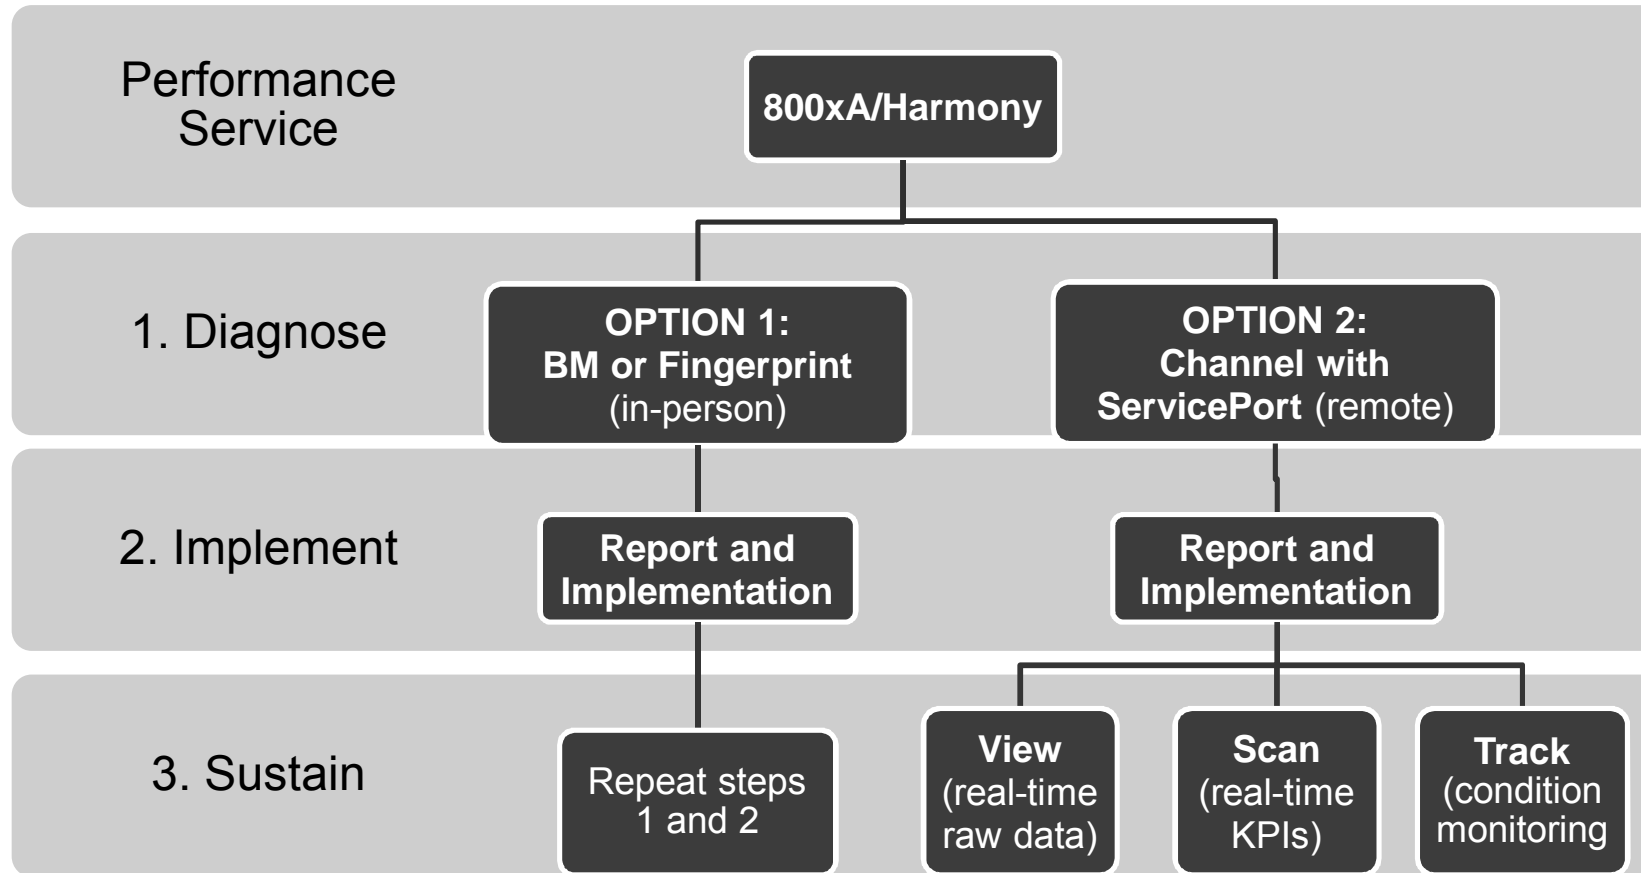 Performance
Service
800xA/Harmony
1. Diagnose
OPTION 1:
BM or Fingerprint
(in-person)
OPTION 2:
Channel with
ServicePort (remote)
2. Implement
Report and
Implementation
Report and
Implementation
3. Sustain
Repeat steps
1 and 2
View
(real-time
raw data)
Scan
(real-time
KPIs)
Track
(condition
monitoring